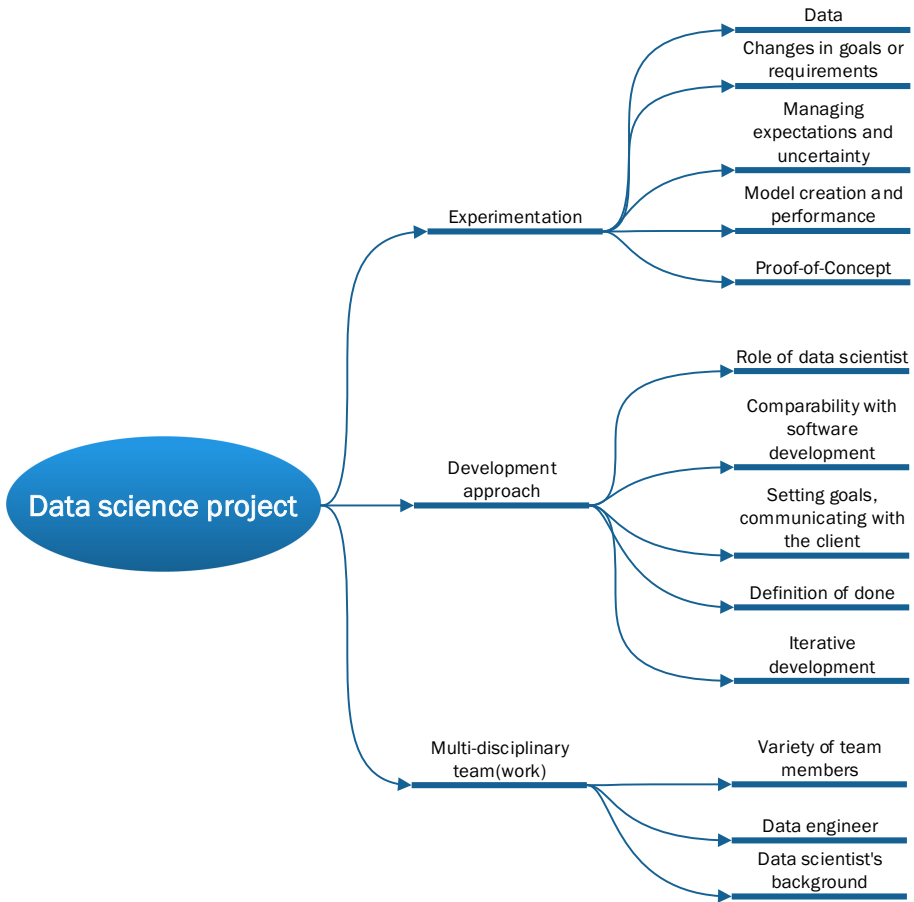 Data science project
Experimentation
Data
Changes in goals or
requirements
Managing
expectations and
uncertainty
Model creation and
performance
Proof-of-Concept
Development
approach
Role of data scientist
Comparability with
software
development
Setting goals,
communicating with
the client
Definition of done
Iterative
development
Multi-disciplinary
team(work)
Variety of team
members
Data engineer
Data scientist's
background